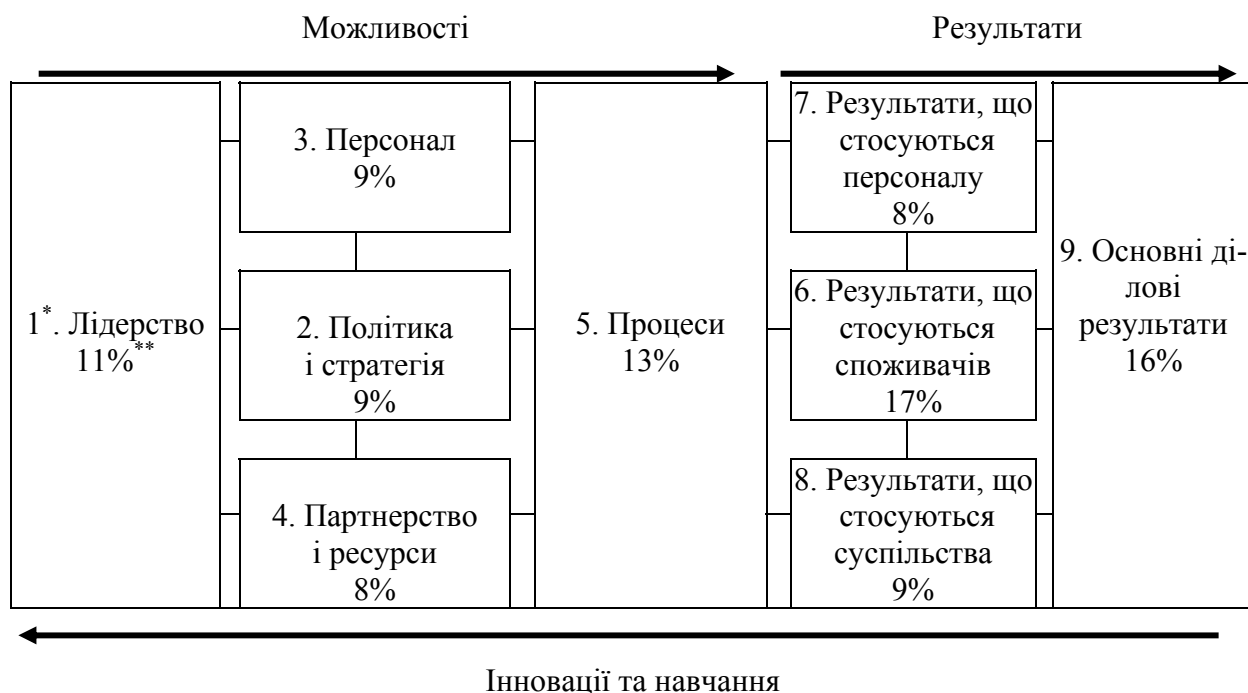 Можливості
Результати
1*. Лідерство
11%**
3. Персонал
9%
2. Політика
і стратегія
9%
4. Партнерство
і ресурси
8%
5. Процеси
13%
7. Результати, що
стосуються
персоналу
8%
6. Результати, що
стосуються
споживачів
17%
8. Результати, що
стосуються
суспільства
9%
9. Основні ді-
лові
результати
16%
Інновації та навчання